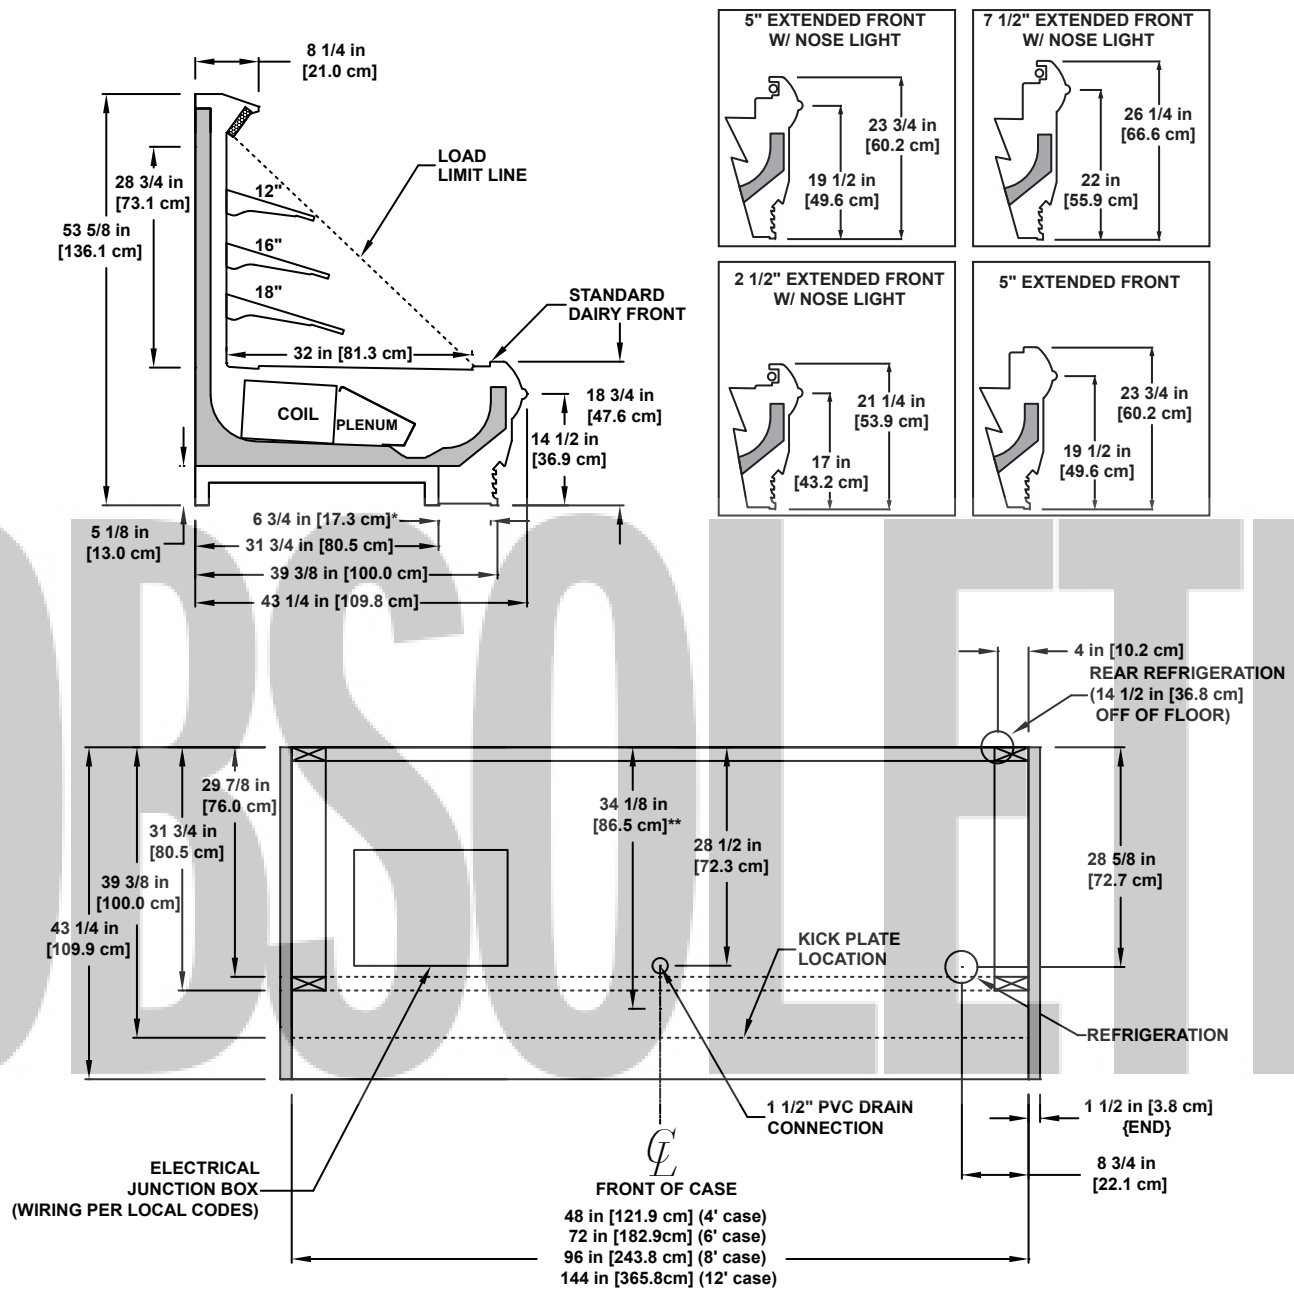 8 1/4 in
[21.0 cm]
28 3/4 in
[73.1 cm]
53 5/8 in
[136.1 cm]
12"
16"
18"
LOAD
LIMIT LINE
STANDARD
DAIRY FRONT
32 in [81.3 cm]
COIL
PLENUM
18 3/4 in
[47.6 cm]
14 1/2 in
[36.9 cm]
5 1/8 in
[13.0 cm]
6 3/4 in [17.3 cm]*
31 3/4 in [80.5 cm]
39 3/8 in [100.0 cm]
43 1/4 in [109.8 cm]
5" EXTENDED FRONT
W/ NOSE LIGHT
23 3/4 in
[60.2 cm]
19 1/2 in
[49.6 cm]
7 1/2" EXTENDED FRONT
W/ NOSE LIGHT
26 1/4 in
[66.6 cm]
22 in
[55.9 cm]
2 1/2" EXTENDED FRONT
W/ NOSE LIGHT
21 1/4 in
[53.9 cm]
17 in
[43.2 cm]
5" EXTENDED FRONT
23 3/4 in
[60.2 cm]
19 1/2 in
[49.6 cm]
OBSOLETE
4 in [10.2 cm]
REAR REFRIGERATION
(14 1/2 in [36.8 cm]
OFF OF FLOOR)
29 7/8 in
[76.0 cm]
31 3/4 in
[80.5 cm]
39 3/8 in
[100.0 cm]
43 1/4 in
[109.9 cm]
34 1/8 in
[86.5 cm]**
28 1/2 in
[72.3 cm]
28 5/8 in
[72.7 cm]
KICK PLATE
LOCATION
REFRIGERATION
1 1/2" PVC DRAIN
CONNECTION
1 1/2 in [3.8 cm]
{END}
8 3/4 in
[22.1 cm]
ELECTRICAL
JUNCTION BOX
(WIRING PER LOCAL CODES)
CL
FRONT OF CASE
48 in [121.9 cm] (4' case)
72 in [182.9cm] (6' case)
96 in [243.8 cm] (8' case)
144 in [365.8cm] (12' case)